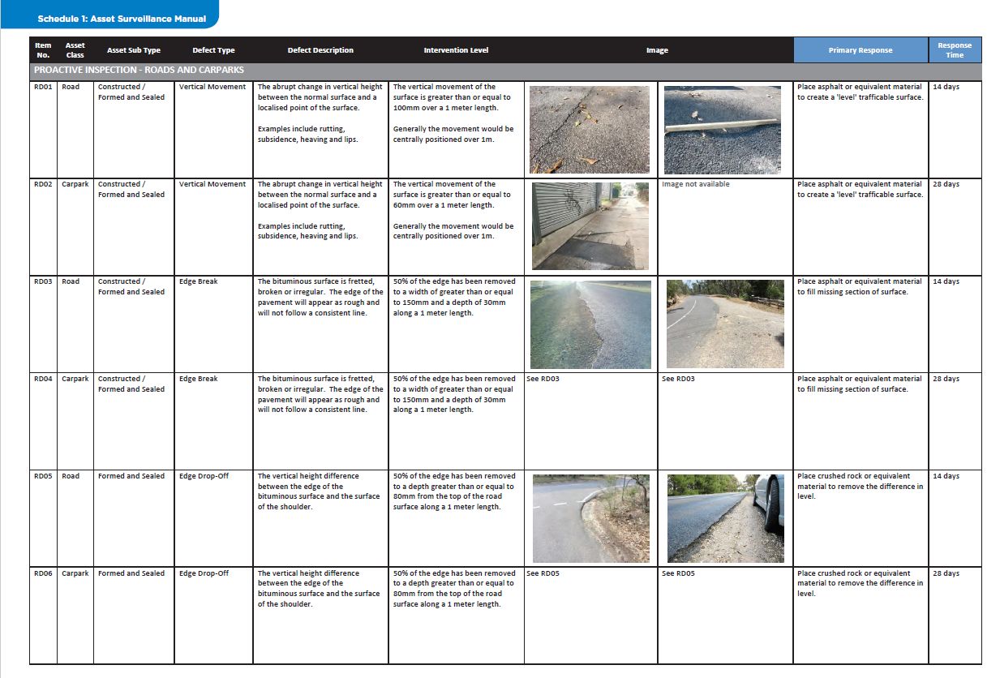 Schedule 1: Asset Surveillance Manual
Item No.
Asset Class
Asset Sub Type
Defect Type
Defect Description
Intervention Level
Image
Primary Response
Response Time
PROACTIVE INSPECTION - ROADS AND CARPARKS
RD01
Road
Constructed /
Formed and Sealed
Vertical Movement
The abrupt change in vertical height
between the normal surface and a
localised point of the surface.
Examples include rutting,
subsidence, heaving and lips.
The vertical movement of the
surface is greater than or equal to
100mm over a 1 meter length.
Generally the movement would be
centrally positioned over 1m.
Place asphalt or equivalent material
to create a 'level' trafficable surface.
14 days
RD02
Carpark
Constructed /
Formed and Sealed
Vertical Movement
The abrupt change in vertical height
between the normal surface and a
localised point of the surface.
Examples include rutting,
subsidence, heaving and lips.
The vertical movement of the
surface is greater than or equal to
60mm over a 1 meter length.
Generally the movement would be
centrally positioned over 1m.
Image not available
Place asphalt or equivalent material
to create a 'level' trafficable surface.
28 days
RD03
Road
Constructed /
Formed and Sealed
Edge Break
The bituminous surface is fretted,
broken or irregular. The edge of the
pavement will appear as rough and
will not follow a consistent line.
50% of the edge has been removed
to a width of greater than or equal
to 150mm and a depth of 30mm
along a 1 meter length.
Place asphalt or equivalent material
to fill missing section of surface.
14 days
RD04
Carpark
Constructed /
Formed and Sealed
Edge Break
The bituminous surface is fretted,
broken or irregular. The edge of the
pavement will appear as rough and
will not follow a consistent line.
50% of the edge has been removed
to a width of greater than or equal
to 150mm and a depth of 30mm
along a 1 meter length.
See RD03
See RD03
Place asphalt or equivalent material
to fill missing section of surface.
28 days
RD05
Road
Formed and Sealed
Edge Drop-Off
The vertical height difference
between the edge of the
bituminous surface and the surface
of the shoulder.
50% of the edge has been removed
to a depth greater than or equal to
80mm from the top of the road
surface along a 1 meter length.
Place crushed rock or equivalent
material to remove the difference in
level.
14 days
RD06
Carpark
Formed and Sealed
Edge Drop-Off
The vertical height difference
between the edge of the
bituminous surface and the surface
of the shoulder.
50% of the edge has been removed
to a depth greater than or equal to
80mm from the top of the road
surface along a 1 meter length.
See RD05
See RD05
Place crushed rock or equivalent
material to remove the difference in
level.
28 days